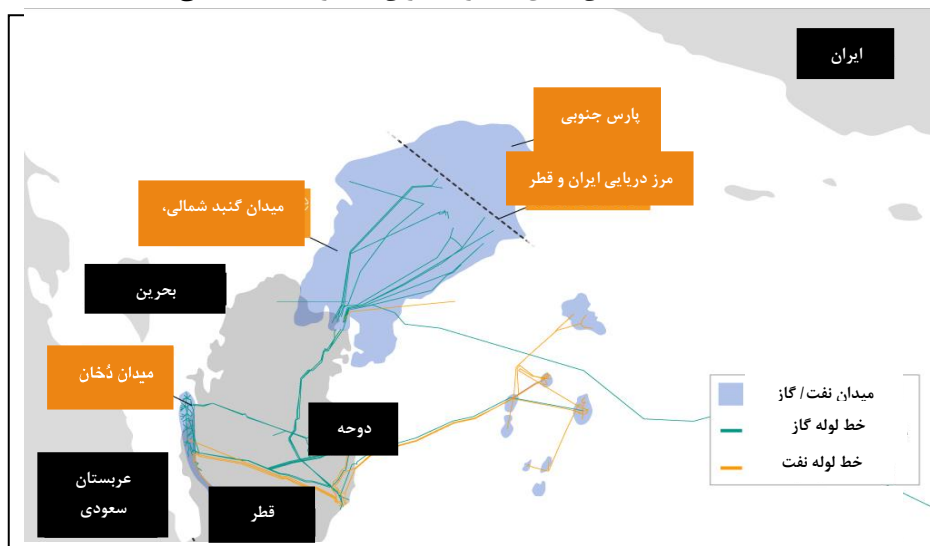 ایران
پارس جنوبی
مرز دریایی ایران و قطر
میدان گنبد شمالی،
بحرین
میدان دُخان
دوحه
عربستان
سعودی
قطر
میدان نفت/ گاز
خط لوله گاز
خط لوله نفت